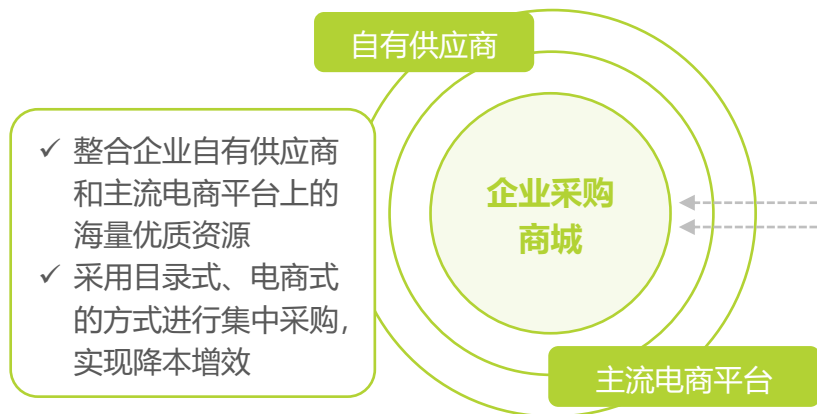 自有供应商
✓ 整合企业自有供应商
和主流电商平台上的
海量优质资源
✓ 采用目录式、电商式
的方式进行集中采购，
实现降本增效
企业采购
商城
主流电商平台